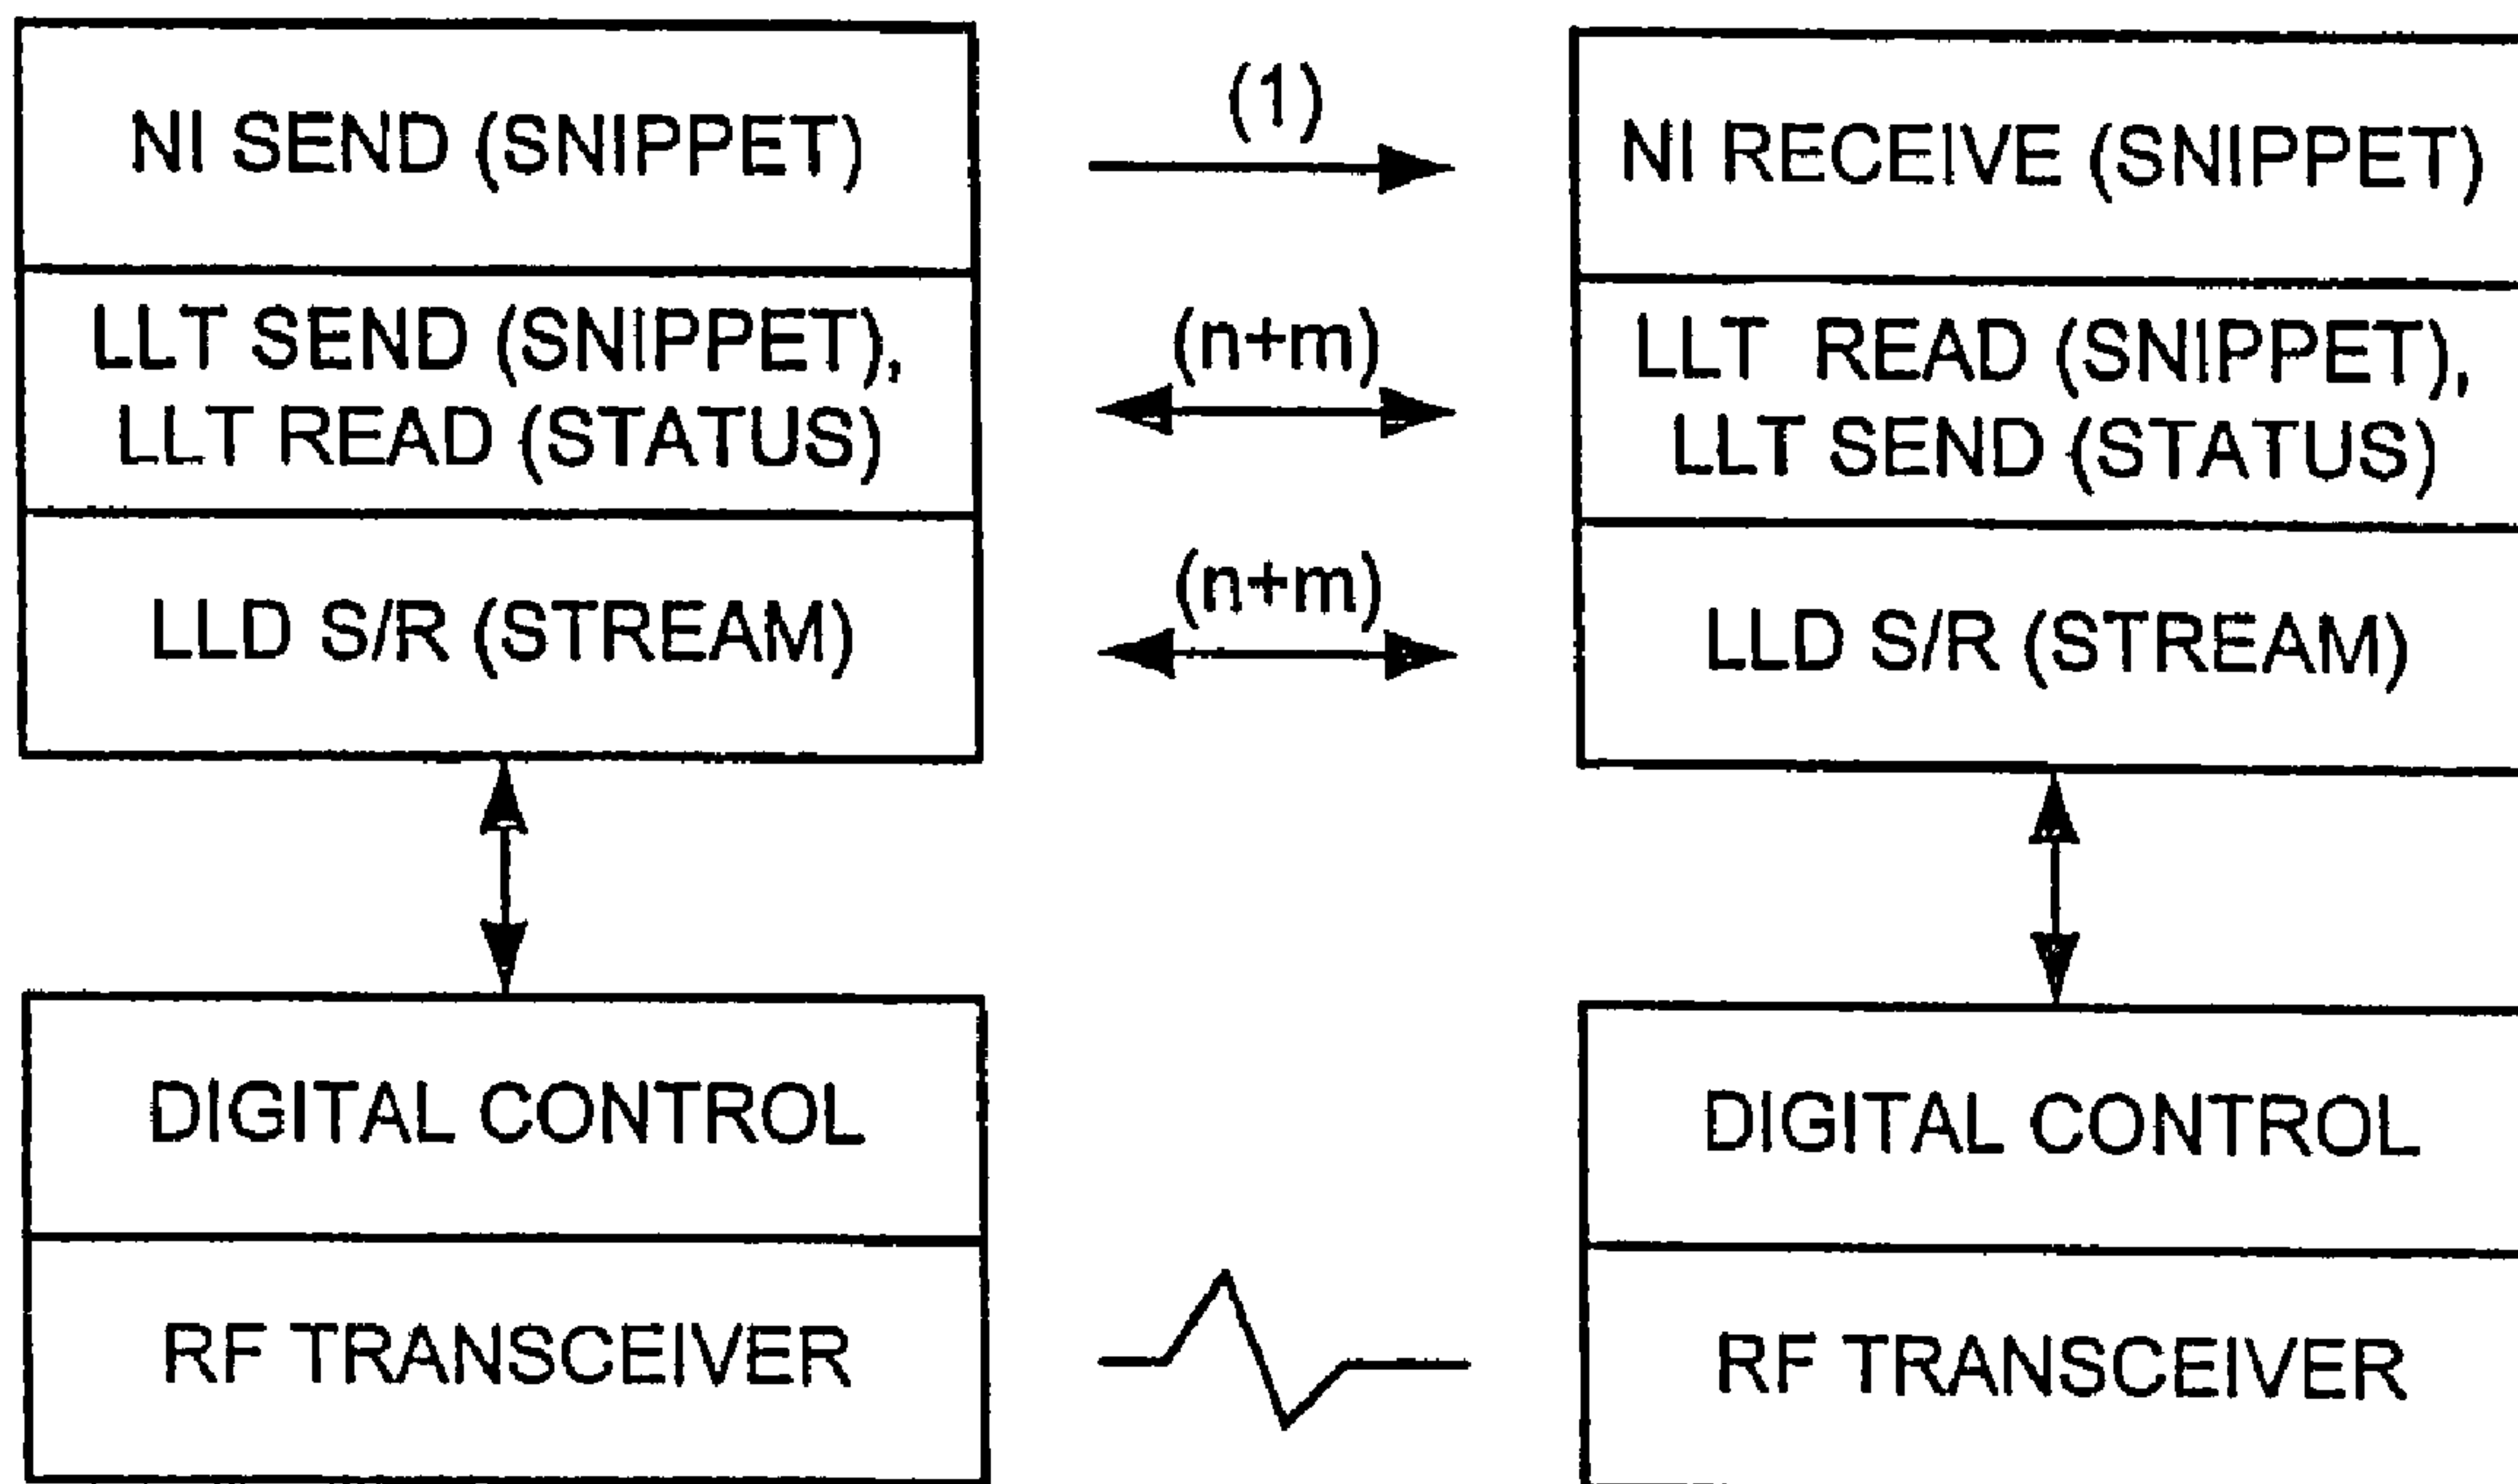 NI SEND (SNIPPET)
(1)
NI RECEIVE (SNIPPET)
LLT SEND (SNIPPET),
LLT READ (STATUS)
(n+m)
LLT READ (SNIPPET),
LLT SEND (STATUS)
LLD S/R (STREAM)
(n+m)
LLD S/R (STREAM)
DIGITAL CONTROL
DIGITAL CONTROL
RF TRANSCEIVER
RF TRANSCEIVER